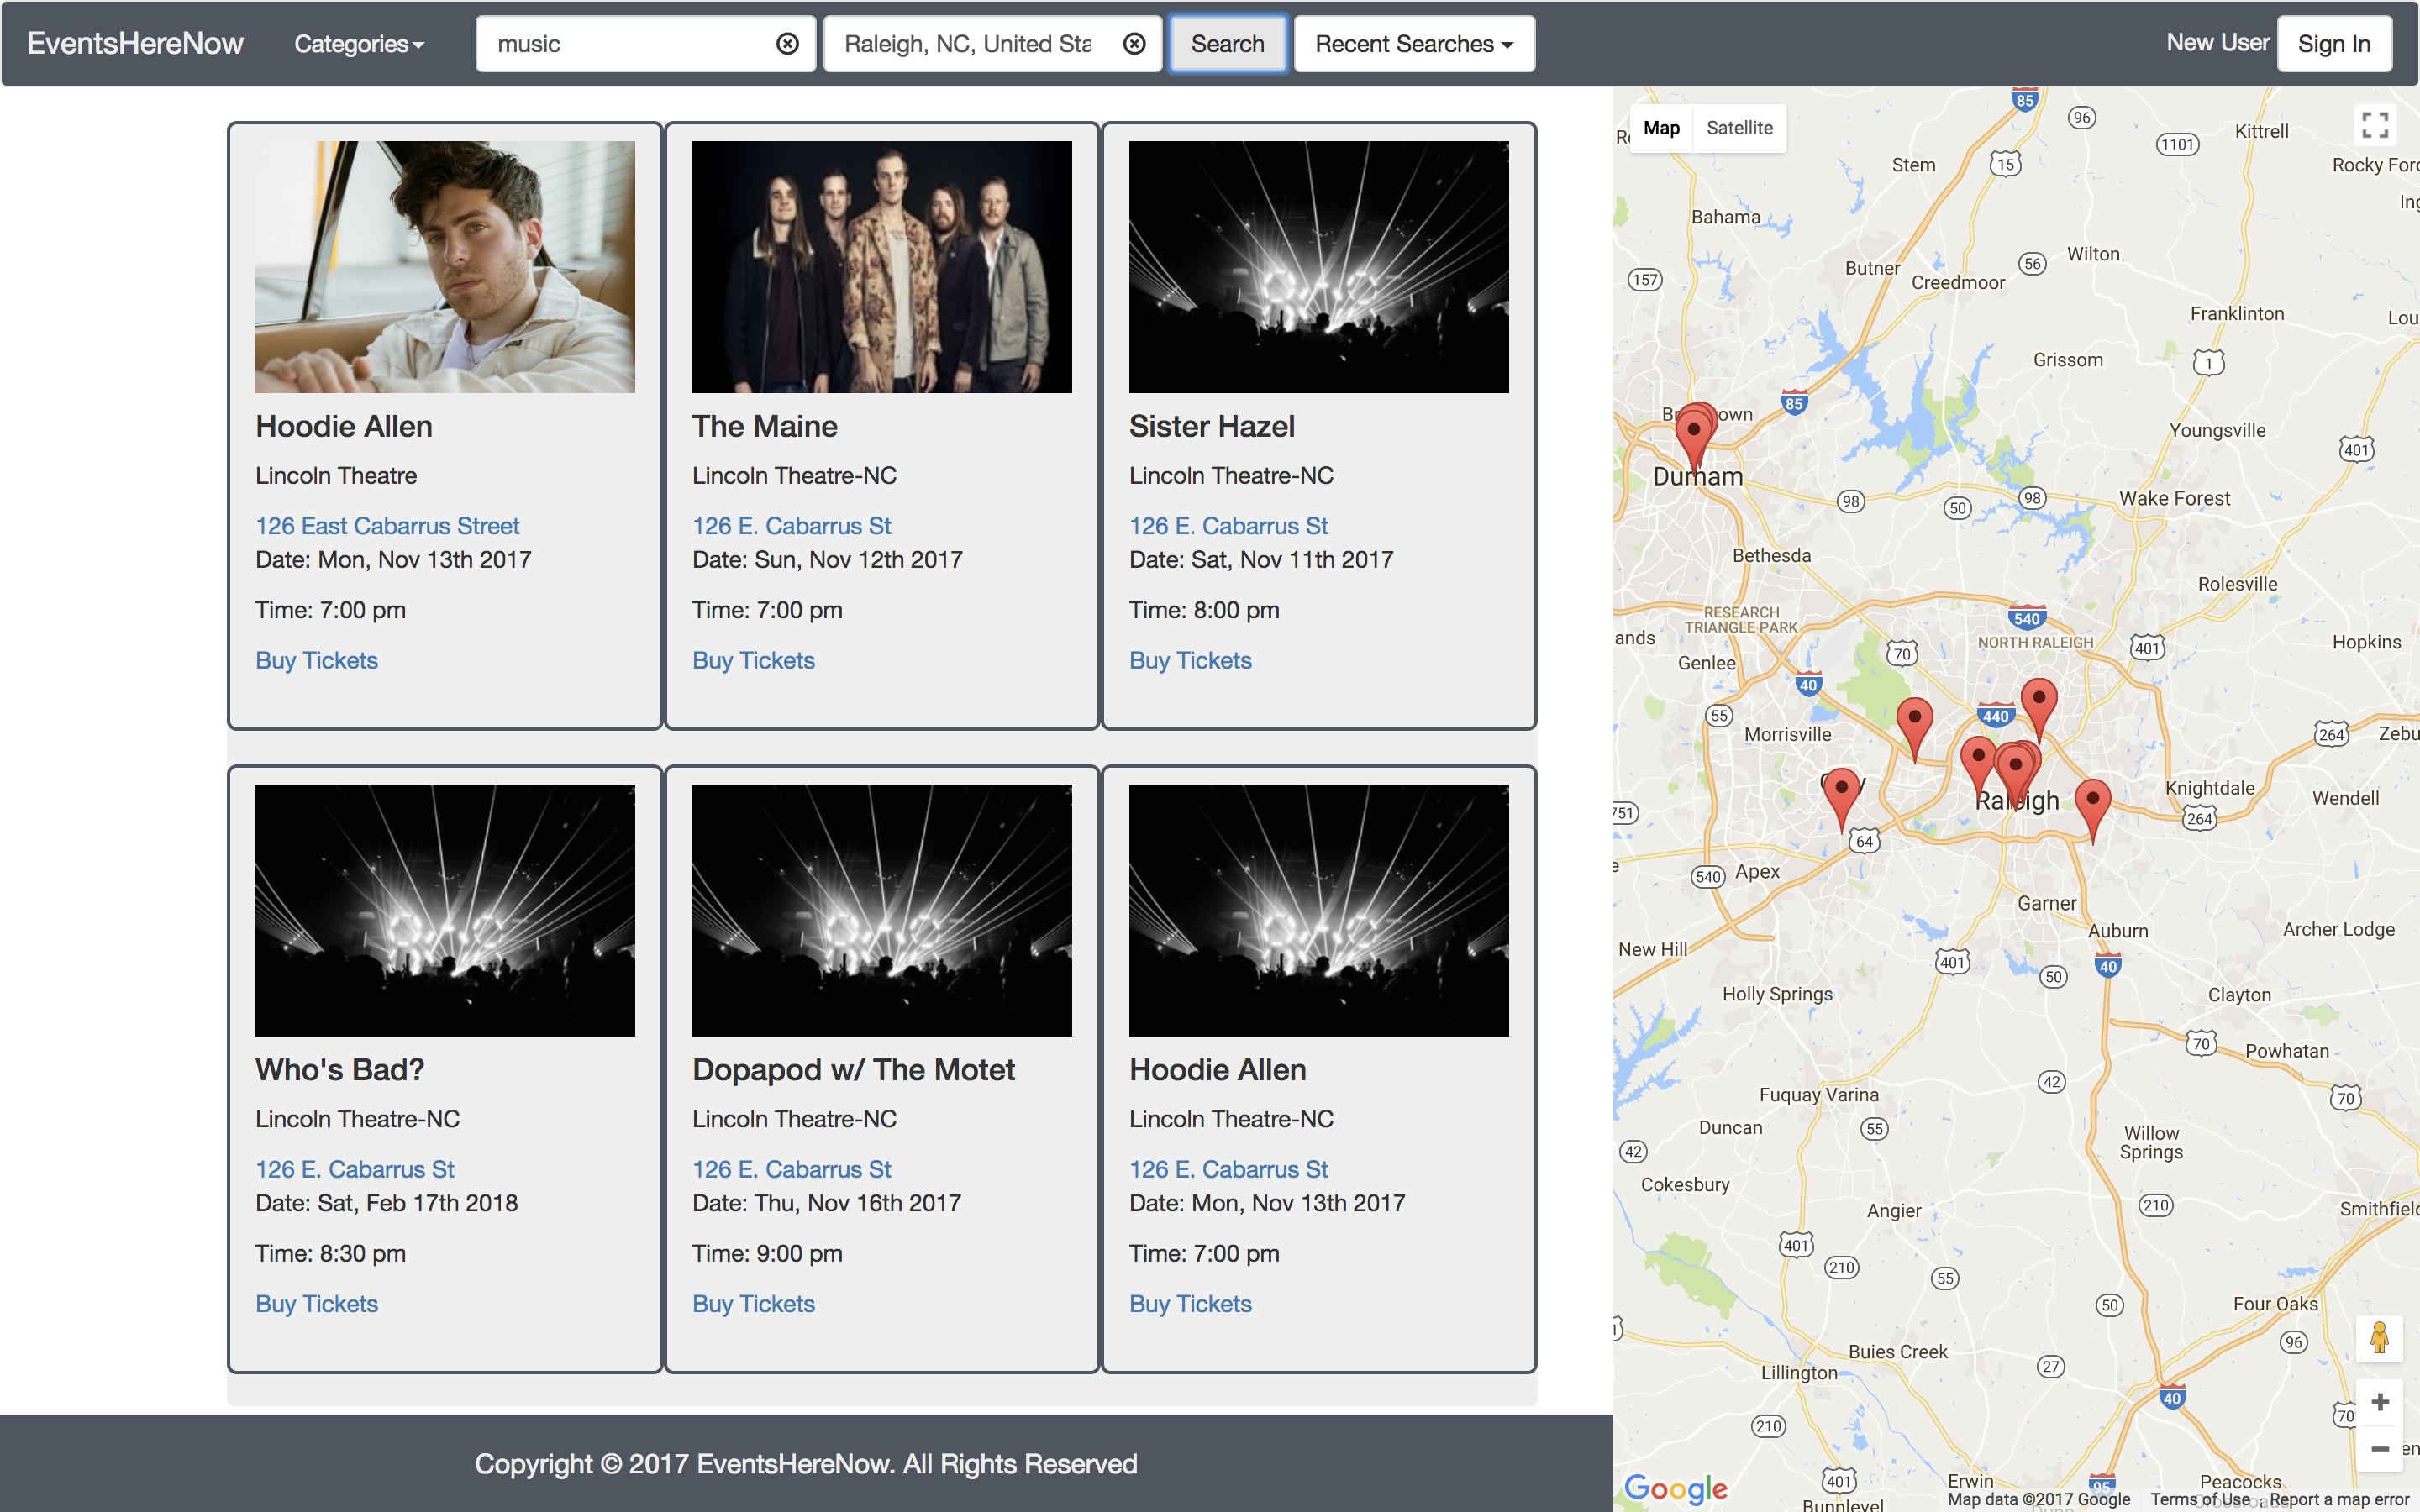 EventsHereNow
Categories
music
Raleigh, NC, United Sta
Search
Recent Searches
New User
Sign In
Hoodie Allen
Lincoln Theatre
126 East Cabarrus Street
Date: Mon, Nov 13th 2017
Time: 7:00 pm
Buy Tickets
The Maine
Lincoln Theatre-NC
126 E. Cabarrus St
Date: Sun, Nov 12th 2017
Time: 7:00 pm
Buy Tickets
Sister Hazel
Lincoln Theatre-NC
126 E. Cabarrus St
Date: Sat, Nov 11th 2017
Time: 8:00 pm
Buy Tickets
Who's Bad?
Lincoln Theatre-NC
126 E. Cabarrus St
Date: Sat, Feb 17th 2018
Time: 8:30 pm
Buy Tickets
Dopapod w/ The Motet
Lincoln Theatre-NC
126 E. Cabarrus St
Date: Thu, Nov 16th 2017
Time: 9:00 pm
Buy Tickets
Hoodie Allen
Lincoln Theatre-NC
126 E. Cabarrus St
Date: Mon, Nov 13th 2017
Time: 7:00 pm
Buy Tickets
Copyright © 2017 EventsHereNow. All Rights Reserved
Map
Satellite
85
96
Kittrell
1101
15
Stem
Rocky For
Bahama
Wilton
56
Butner
157
Creedmoor
Franklinton
Lou
Grissom
1
85
Youngsville
401
Durham
98
50
98
Wake Forest
Bethesda
Rolesville
RESEARCH
TRIANGLE PARK
540
NORTH RALEIGH
ands
70
401
Hopkins
Genlee
40
55
440
Morrisville
264
Zebu
Knightdale
Wendell
264
Raleigh
751
64
540
Apex
Garner
Auburn
Archer Lodge
New Hill
401
50
40
Holly Springs
Clayton
70
Powhatan
42
Fuquay Varina
70
Duncan
55
Willow
Springs
42
Cokesbury
210
Angier
Smithfield
401
210
55
50
Four Oaks
96
Buies Creek
27
Lillington
40
70
210
401
Erwin
95
Peacocks
Bunnlevel
Google
Map data ©2017 Google
Terms of Use
Report a map error